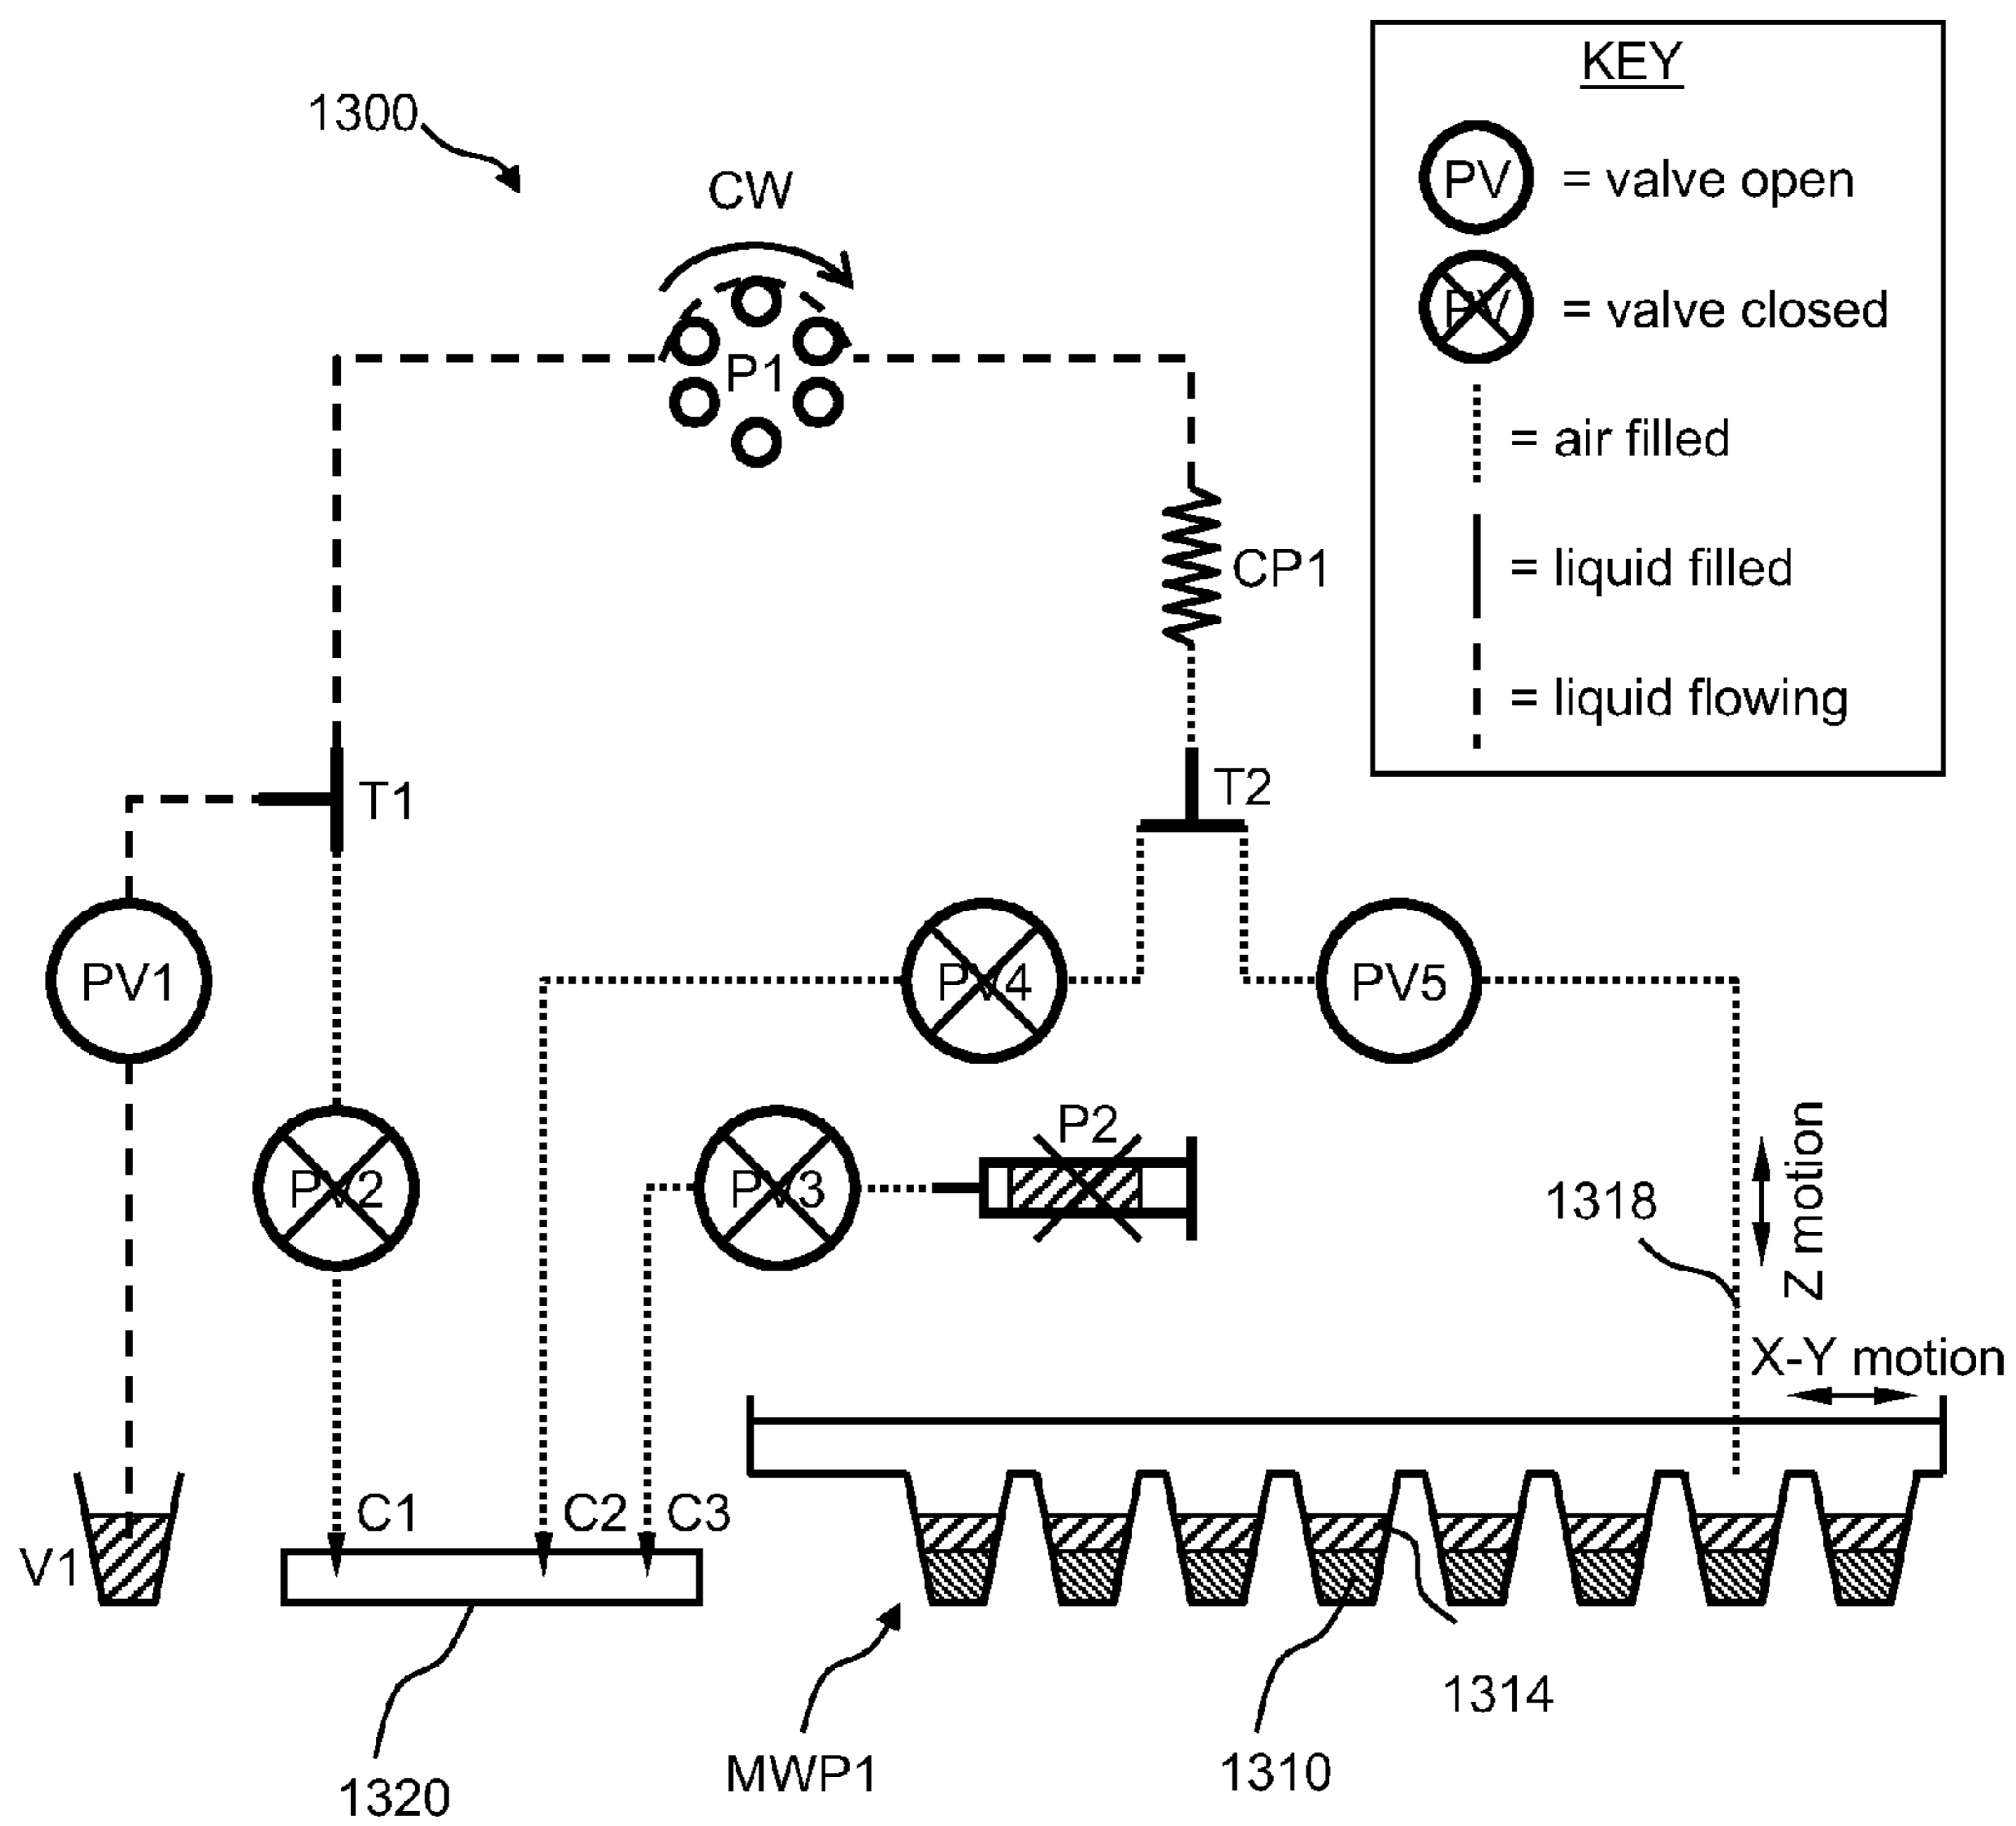 KEY
1300
CW
PV = valve open
PV = valve closed
P1
= air filled
CP1
= liquid filled
= liquid flowing
T1
T2
PV1
PV4
PV5
P2
PV2
PV3
1318
Z motion
X-Y motion
C1
C2
C3
V1
1314
MWP1
1310
1320